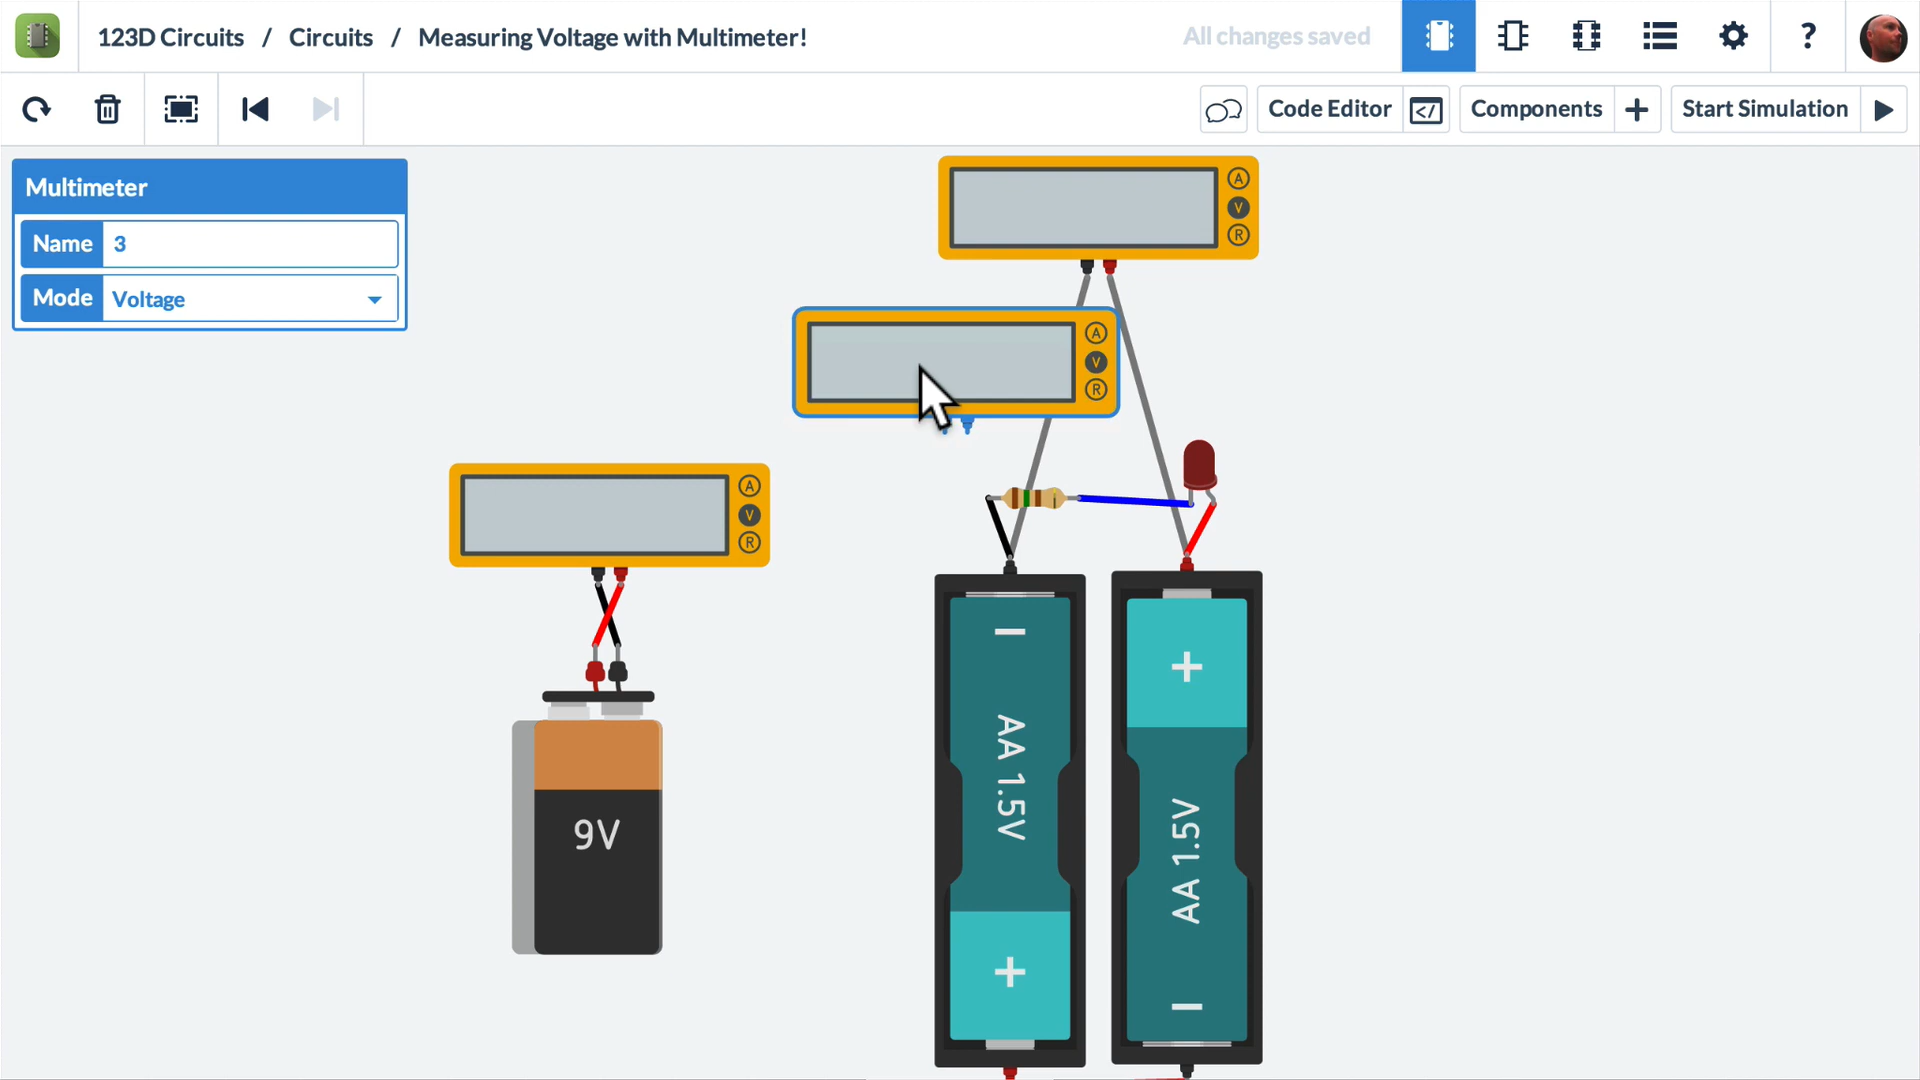 123D Circuits / Circuits / Measuring Voltage with Multimeter!
All changes saved
?
Code Editor </>
Components +
Start Simulation
Multimeter
Name 3
Mode Voltage
A
V
R
A
V
R
A
V
R
9V
AA 1.5V
AA 1.5V